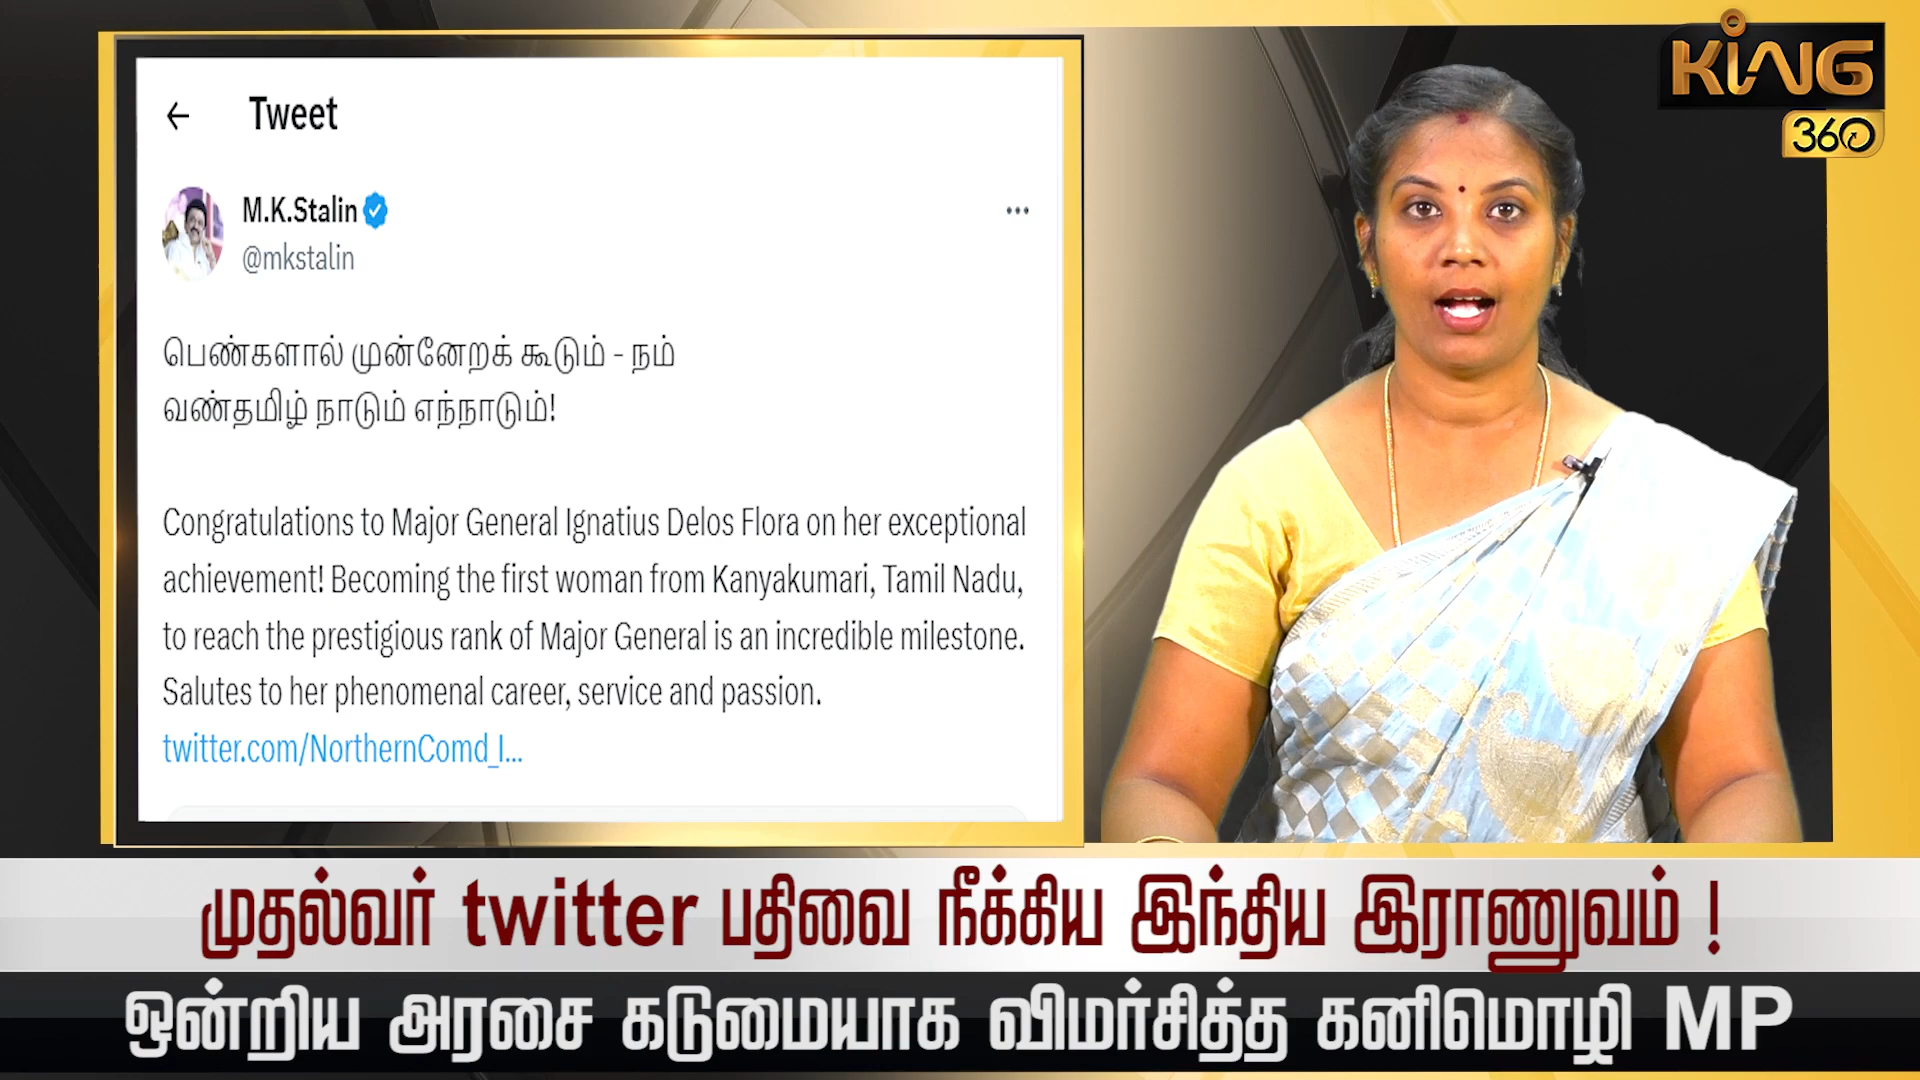 KING
360
Tweet
M.K.Stalin
@mkstalin
பெண்களால் முன்னேறக் கூடும் - நம்
வண்தமிழ் நாடும் எந்நாடும்!
Congratulations to Major General Ignatius Delos Flora on her exceptional
achievement! Becoming the first woman from Kanyakumari, Tamil Nadu,
to reach the prestigious rank of Major General is an incredible milestone.
Salutes to her phenomenal career, service and passion.
twitter.com/NorthernComd_I...
முதல்வர் twitter பதிவை நீக்கிய இந்திய இராணுவம் !
ஒன்றிய அரசை கடுமையாக விமர்சித்த கனிமொழி MP